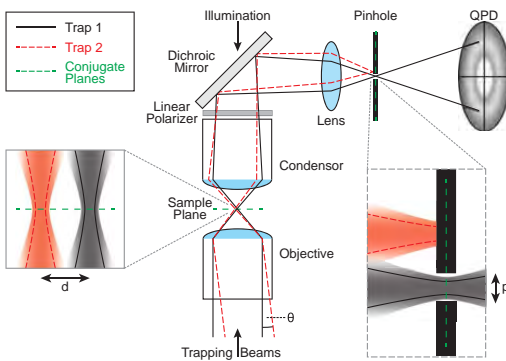 Trap 1
Trap 2
Conjugate
Planes
Illumination
Dichroic
Mirror
Linear
Polarizer
Lens
Pinhole
QPD
Condensor
Sample
Plane
Objective
d
θ
p
Trapping Beams